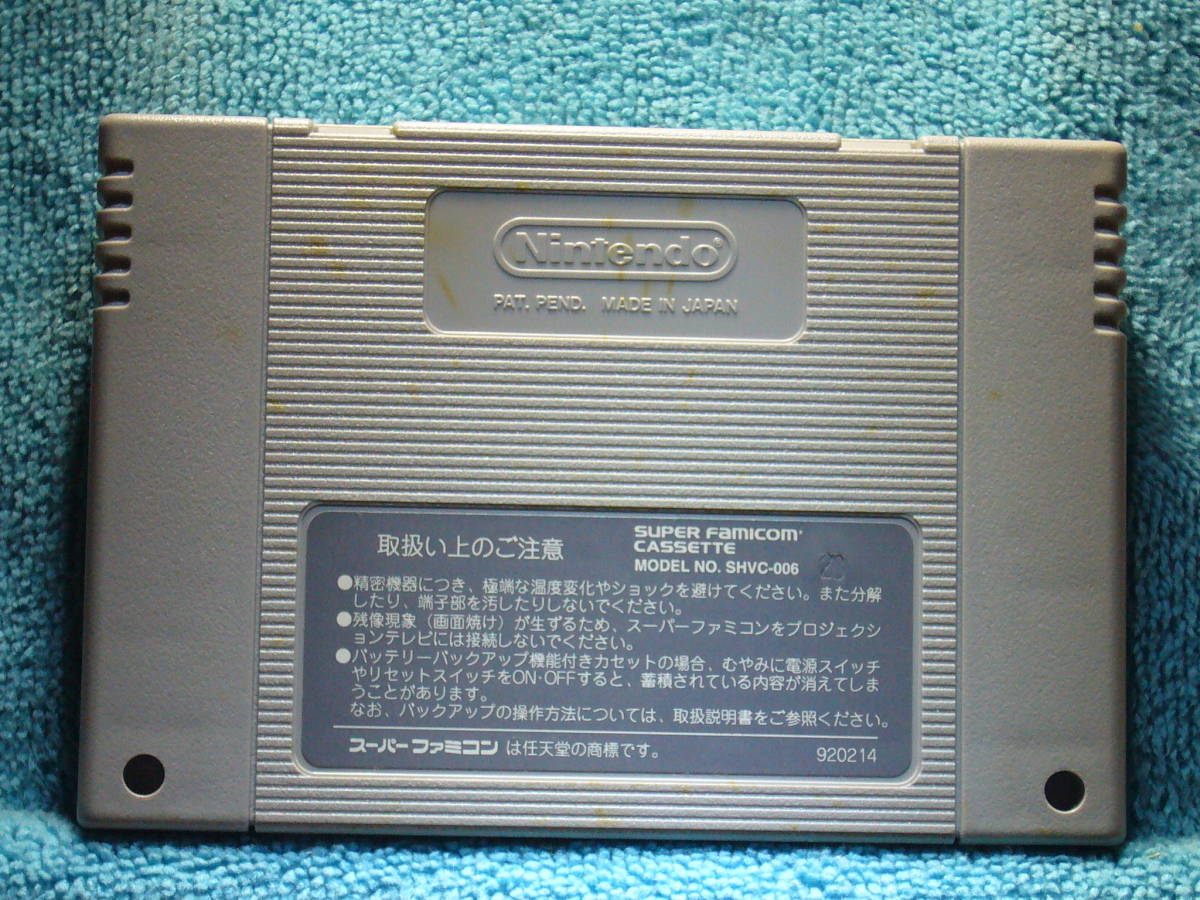 Nintendo®
PAT. PEND. MADE IN JAPAN
取扱い上のご注意
SUPER FAMICOM
CASSETTE
MODEL NO. SHVC-006
●精密機器につき、極端な温度変化やショックを避けてください。また分解
したり、端子部を汚したりしないでください。
●残像現象（画面焼け）が生ずるため、スーパーファミコンをプロジェクシ
ョンテレビには接続しないでください。
●バッテリーバックアップ機能付きカセットの場合、むやみに電源スイッチ
やリセットスイッチをON·OFFすると、蓄積されている内容が消えてしま
うことがあります。
なお、バックアップの操作方法については、取扱説明書をご参照ください。
スーパーファミコン は任天堂の商標です。
920214